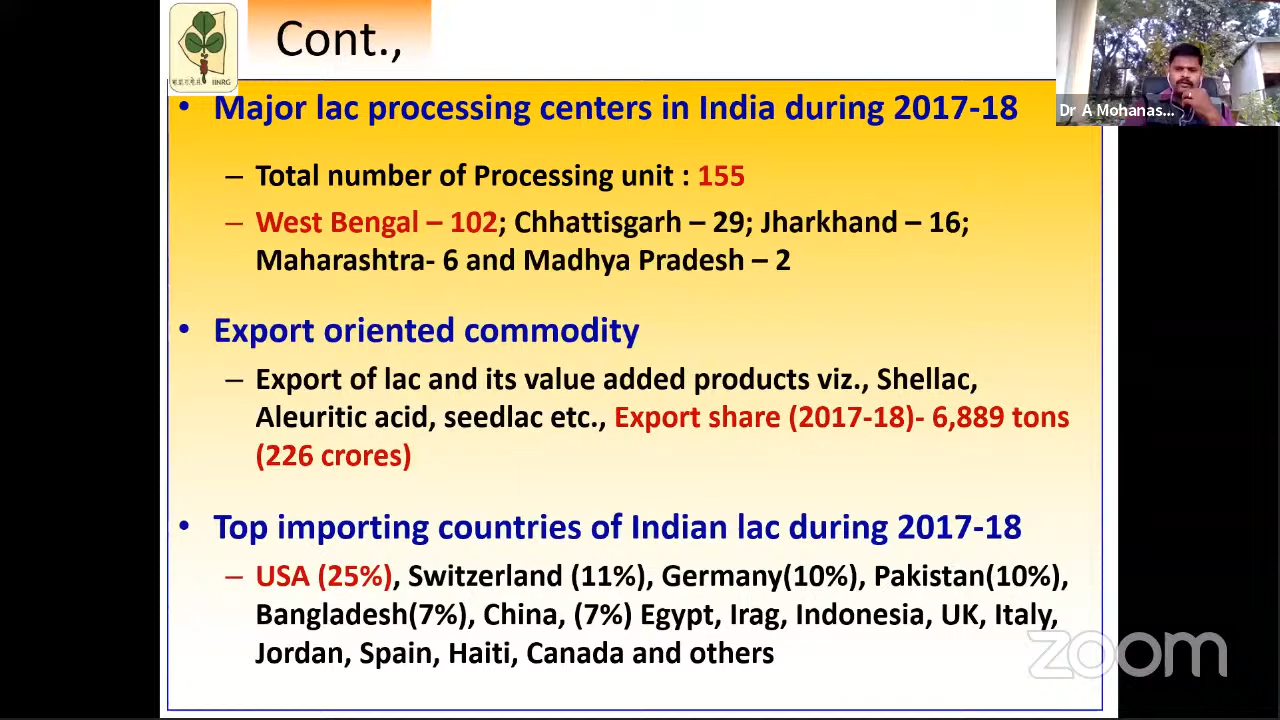 Cont.,
IINRG
• Major lac processing centers in India during 2017-18
Dr A Mohanas...
– Total number of Processing unit : 155
– West Bengal – 102; Chhattisgarh – 29; Jharkhand – 16;
Maharashtra- 6 and Madhya Pradesh – 2
• Export oriented commodity
– Export of lac and its value added products viz., Shellac,
Aleuritic acid, seedlac etc., Export share (2017-18)- 6,889 tons
(226 crores)
• Top importing countries of Indian lac during 2017-18
– USA (25%), Switzerland (11%), Germany(10%), Pakistan(10%),
Bangladesh(7%), China, (7%) Egypt, Irag, Indonesia, UK, Italy,
Jordan, Spain, Haiti, Canada and others
zoom